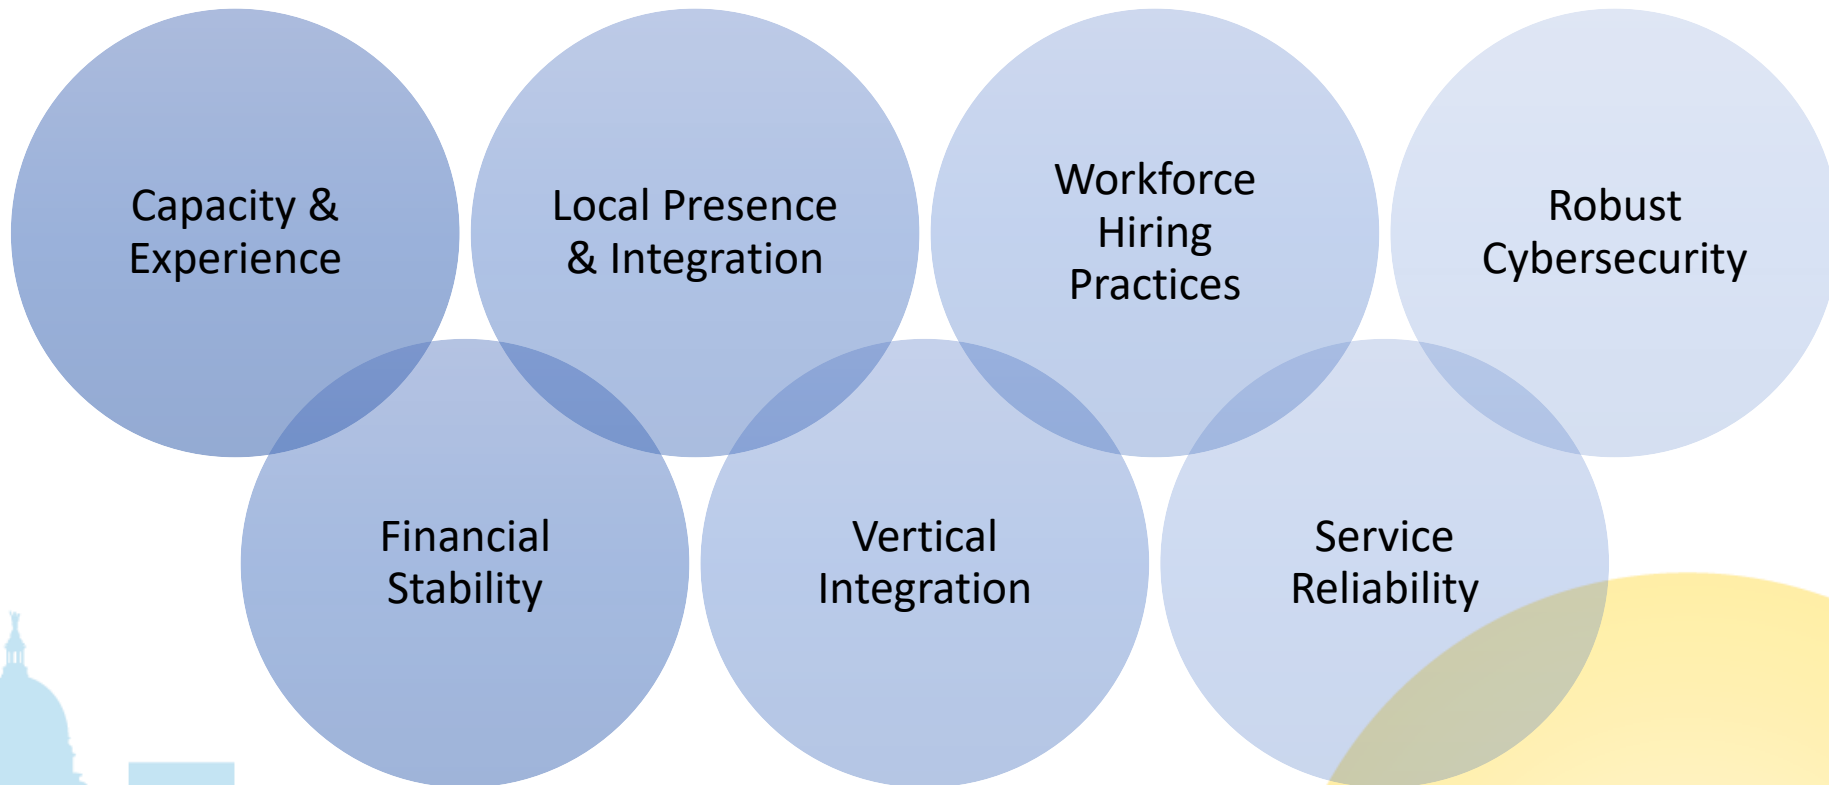 Capacity &
Experience
Local Presence
& Integration
Workforce
Hiring
Practices
Robust
Cybersecurity
Financial
Stability
Vertical
Integration
Service
Reliability